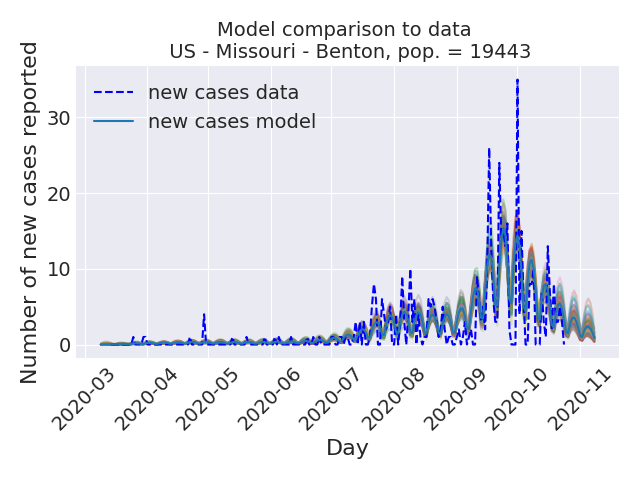 Model comparison to data
US - Missouri - Benton, pop. = 19443
Number of new cases reported
new cases data
new cases model
30
20
10
0
2020-03
2020-04
2020-05
2020-06
2020-07
2020-08
2020-09
2020-10
2020-11
Day